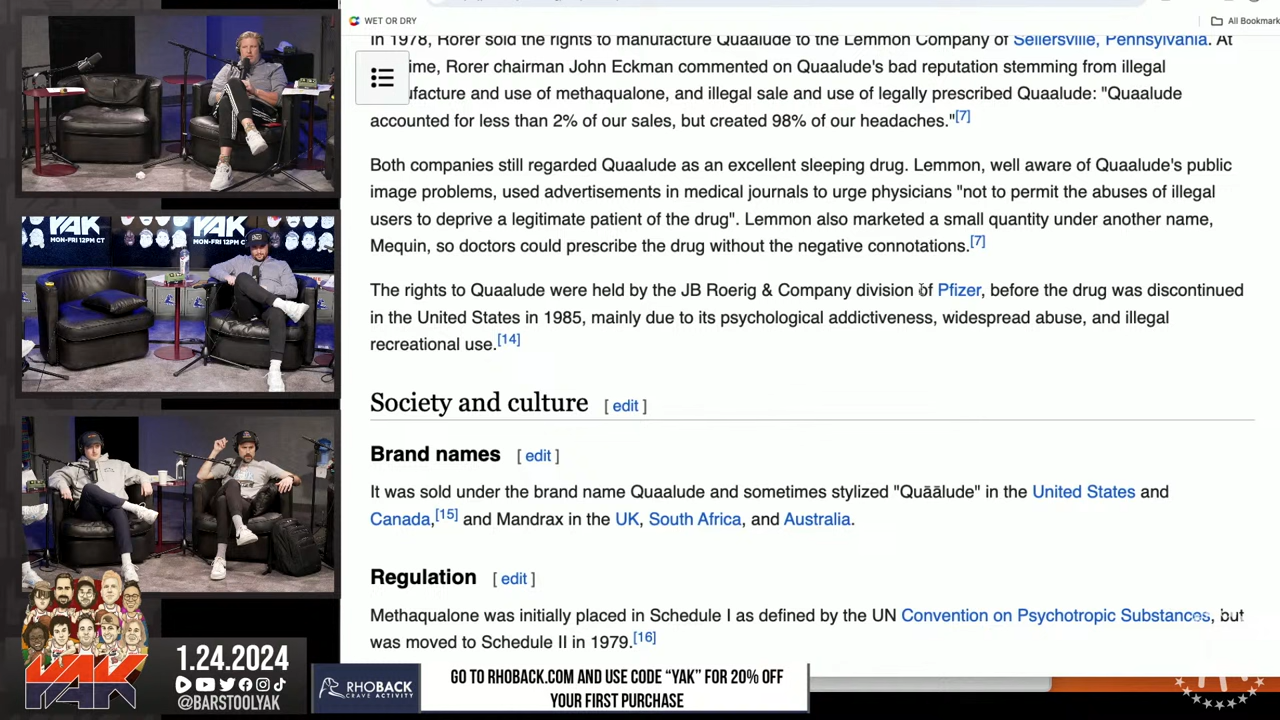 WET OR DRY
All Bookmark
In 1978, Rorer sold the rights to manufacture Quaalude to the Lemmon Company of Sellersville, Pennsylvania. At
ime, Rorer chairman John Eckman commented on Quaalude's bad reputation stemming from illegal
ufacture and use of methaqualone, and illegal sale and use of legally prescribed Quaalude: "Quaalude
accounted for less than 2% of our sales, but created 98% of our headaches."[7]
Both companies still regarded Quaalude as an excellent sleeping drug. Lemmon, well aware of Quaalude's public
image problems, used advertisements in medical journals to urge physicians "not to permit the abuses of illegal
users to deprive a legitimate patient of the drug". Lemmon also marketed a small quantity under another name,
Mequin, so doctors could prescribe the drug without the negative connotations.[7]
The rights to Quaalude were held by the JB Roerig & Company division of Pfizer, before the drug was discontinued
in the United States in 1985, mainly due to its psychological addictiveness, widespread abuse, and illegal
recreational use.[14]
Society and culture [ edit ]
Brand names [ edit ]
It was sold under the brand name Quaalude and sometimes stylized "Quāālude" in the United States and
Canada,[15] and Mandrax in the UK, South Africa, and Australia.
Regulation [ edit ]
Methaqualone was initially placed in Schedule I as defined by the UN Convention on Psychotropic Substances, but
was moved to Schedule II in 1979.[16]
YAK
MON-FRI 12PM CT
YAK
MON-FRI 12PM CT
YAK
1.24.2024
@BARSTOOLYAK
RHOBACK
CRAVE ACTIVITY
GO TO RHOBACK.COM AND USE CODE “YAK” FOR 20% OFF
YOUR FIRST PURCHASE